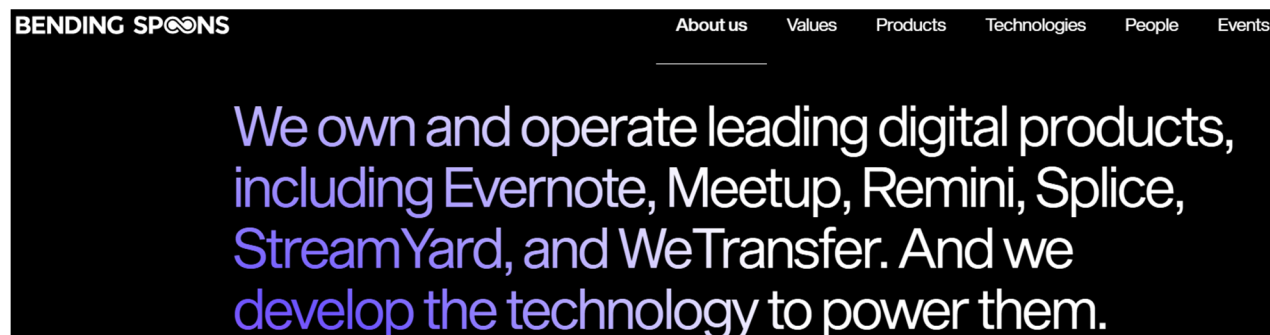 BENDING SPOONS About us Values Products Technologies People Events
We own and operate leading digital products,
including Evernote, Meetup, Remini, Splice,
StreamYard, and WeTransfer. And we
develop the technology to power them.